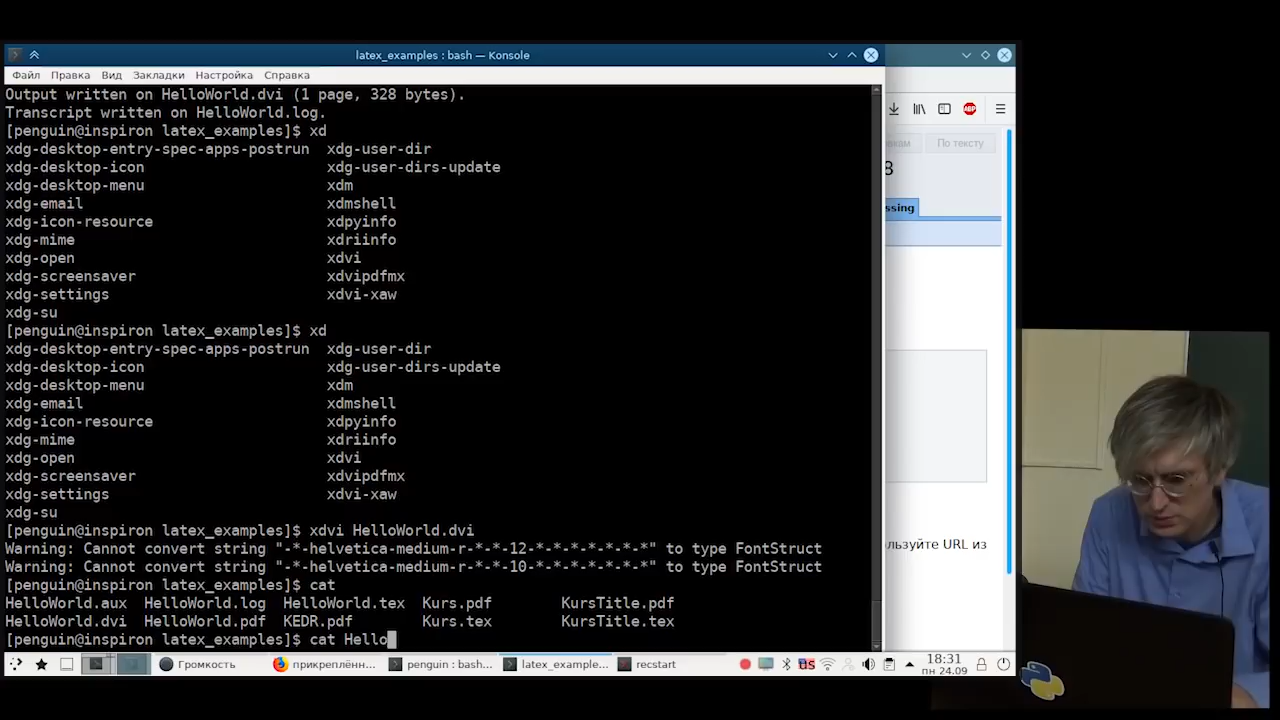 latex_examples : bash — Konsole
Файл Правка Вид Закладки Настройка Справка
Output written on HelloWorld.dvi (1 page, 328 bytes).
Transcript written on HelloWorld.log.
[penguin@inspiron latex_examples]$ xd
xdg-desktop-entry-spec-apps-postrun xdg-user-dir
xdg-desktop-icon xdg-user-dirs-update
xdg-desktop-menu xdm
xdg-email xdmshell
xdg-icon-resource xdpyinfo
xdg-mime xdriinfo
xdg-open xdvi
xdg-screensaver xdvipdfmx
xdg-settings xdvi-xaw
xdg-su
[penguin@inspiron latex_examples]$ xd
xdg-desktop-entry-spec-apps-postrun xdg-user-dir
xdg-desktop-icon xdg-user-dirs-update
xdg-desktop-menu xdm
xdg-email xdmshell
xdg-icon-resource xdpyinfo
xdg-mime xdriinfo
xdg-open xdvi
xdg-screensaver xdvipdfmx
xdg-settings xdvi-xaw
xdg-su
[penguin@inspiron latex_examples]$ xdvi HelloWorld.dvi
Warning: Cannot convert string "-*-helvetica-medium-r-*-*-12-*-*-*-*-*-*-*" to type FontStruct
Warning: Cannot convert string "-*-helvetica-medium-r-*-*-10-*-*-*-*-*-*-*" to type FontStruct
[penguin@inspiron latex_examples]$ cat
HelloWorld.aux HelloWorld.log HelloWorld.tex Kurs.pdf KursTitle.pdf
HelloWorld.dvi HelloWorld.pdf KEDR.pdf Kurs.tex KursTitle.tex
[penguin@inspiron latex_examples]$ cat Hello
ABP
кам По тексту
8
ssing
льзуйте URL из
Громкость прикреплён... penguin : bash... latex_example... recstart
US
18:31
пн 24.09